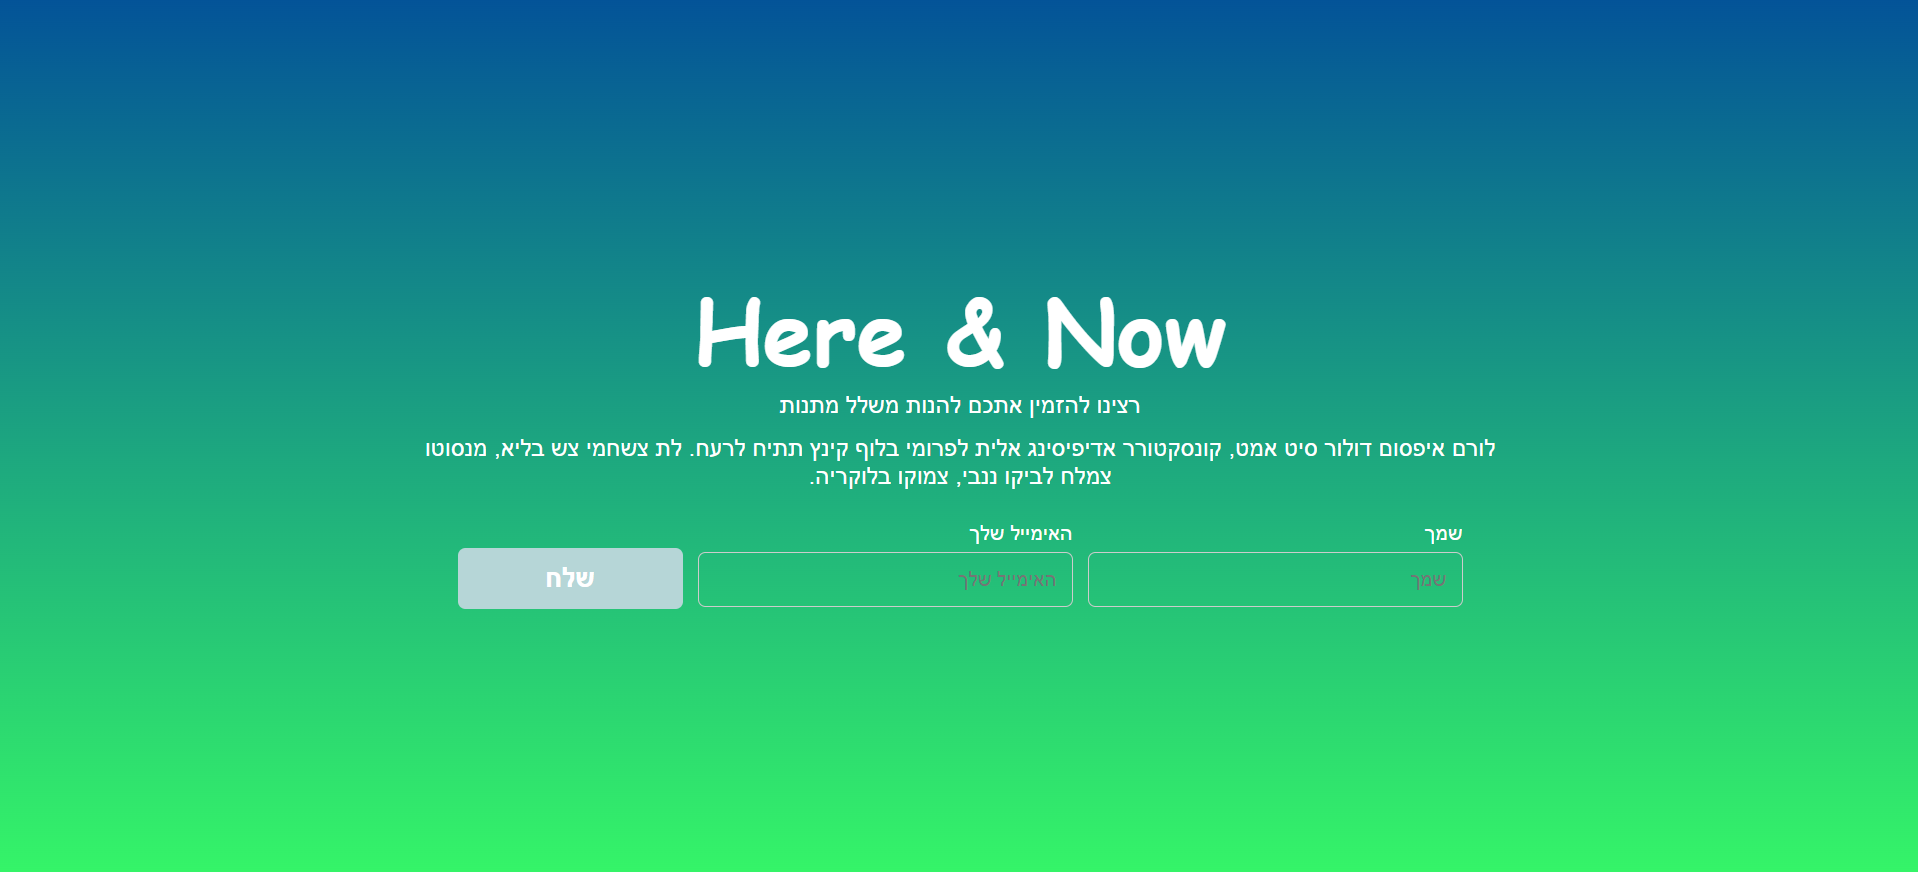 Here & Now
רצינו להזמין אתכם להנות משלל מתנות
לורם איפסום דולור סיט אמט, קונסקטורר אדיפיסינג אלית לפרומי בלוף קינץ תתיח לרעח. לת צשחמי צש בליא, מנסוטו
צמלח לביקו ננבי, צמוקו בלוקריה.
שמך
האימייל שלך
שמך
האימייל שלך
שלח